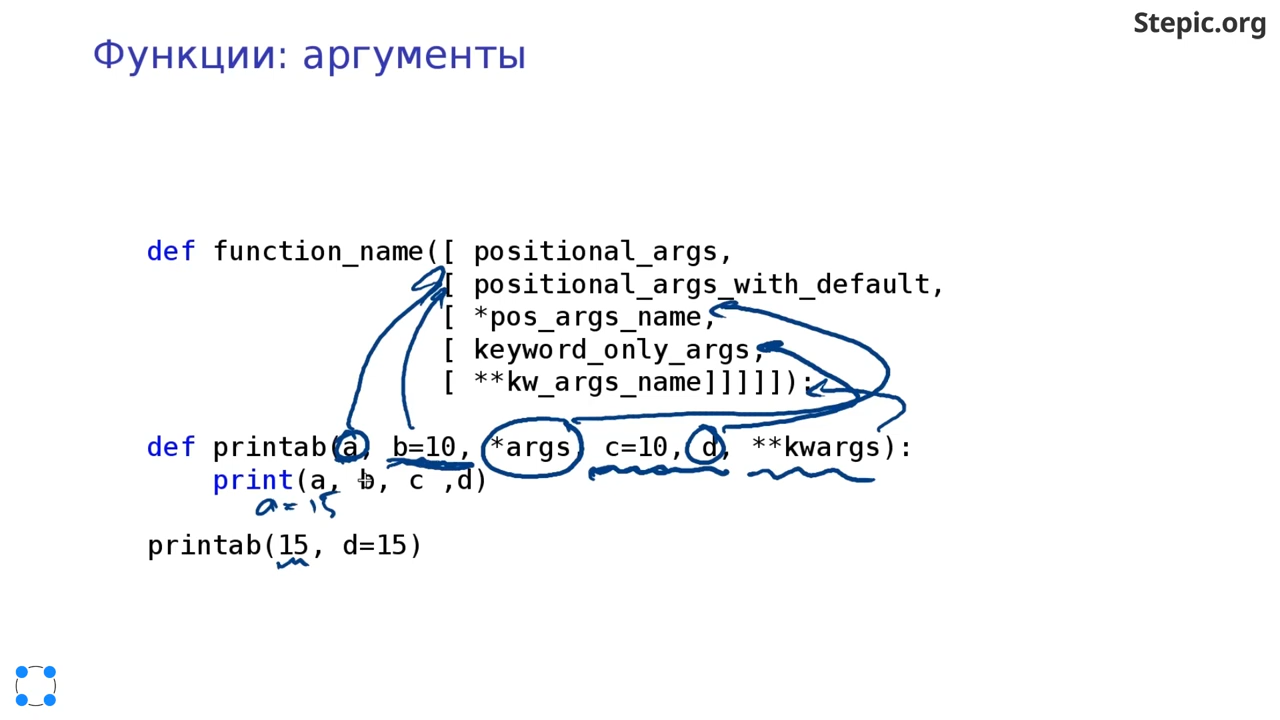 Stepic.org
Функции: аргументы
def function_name([ positional_args,
[ positional_args_with_default,
[ *pos_args_name,
[ keyword_only_args,
[ **kw_args_name]]]]]):
def printab(a, b=10, *args, c=10, d, **kwargs):
print(a, b, c ,d)
a = 15
printab(15, d=15)